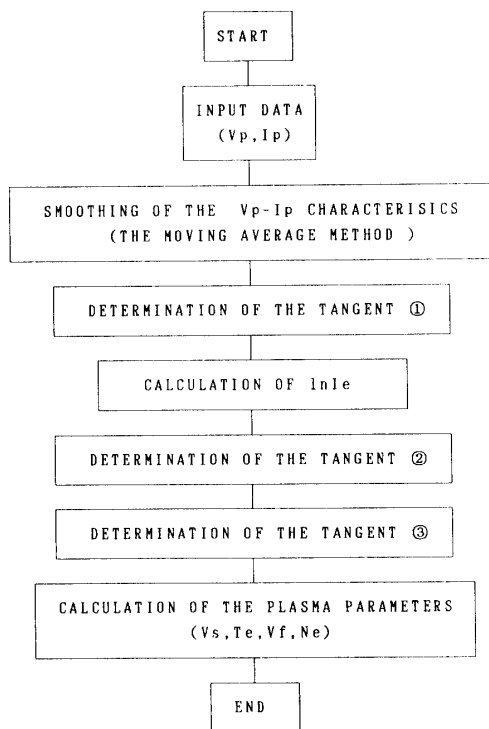 START
INPUT DATA
(Vp,Ip)
SMOOTHING OF THE Vp-Ip CHARACTERISICS
(THE MOVING AVERAGE METHOD )
DETERMINATION OF THE TANGENT ①
CALCULATION OF lnIe
DETERMINATION OF THE TANGENT ②
DETERMINATION OF THE TANGENT ③
CALCULATION OF THE PLASMA PARAMETERS
(Vs,Te,Vf,Ne)
END